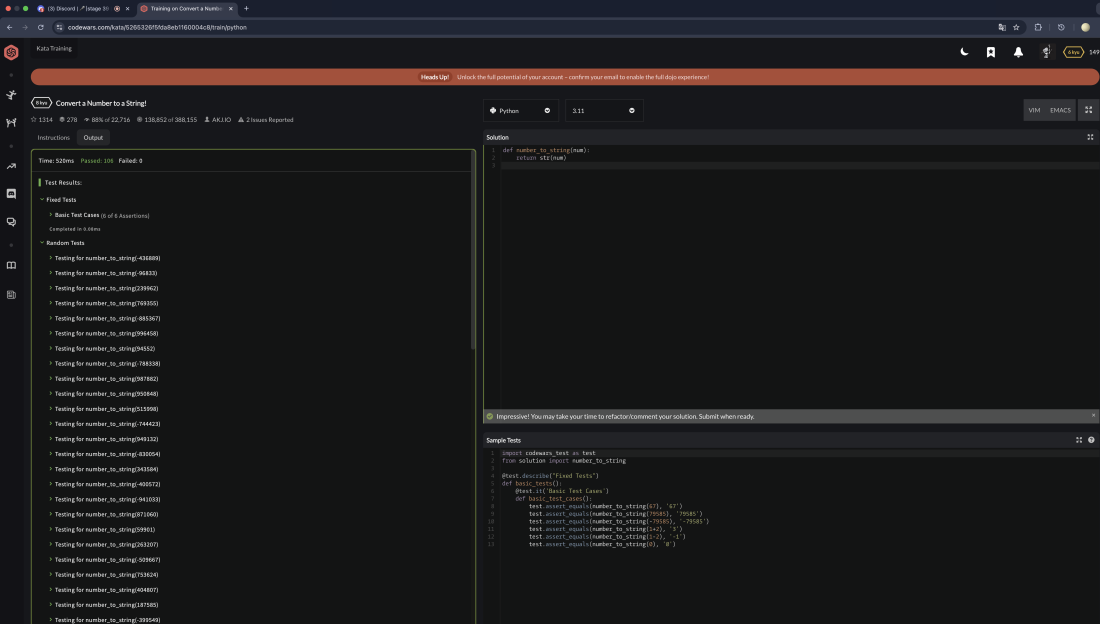 (3) Discord | 🎤|stage 3|
Training on Convert a Numbe
codewars.com/kata/5265326f5fda8eb1160004c8/train/python
Kata Training
6 kyu
149
Heads Up! Unlock the full potential of your account – confirm your email to enable the full dojo experience!
8 kyu Convert a Number to a String!
1314 278 88% of 22,716 138,852 of 388,155 AKJ.IO 2 Issues Reported
Python
3.11
VIM EMACS
Instructions Output
Solution
Time: 520ms Passed: 106 Failed: 0
Test Results:
Fixed Tests
Basic Test Cases (6 of 6 Assertions)
Completed in 0.08ms
Random Tests
Testing for number_to_string(-436889)
Testing for number_to_string(-96833)
Testing for number_to_string(239962)
Testing for number_to_string(769355)
Testing for number_to_string(-885367)
Testing for number_to_string(996458)
Testing for number_to_string(94552)
Testing for number_to_string(-788338)
Testing for number_to_string(987882)
Testing for number_to_string(950848)
Testing for number_to_string(515998)
Testing for number_to_string(-744423)
Testing for number_to_string(949132)
Testing for number_to_string(-830054)
Testing for number_to_string(343584)
Testing for number_to_string(-400572)
Testing for number_to_string(-941033)
Testing for number_to_string(871060)
Testing for number_to_string(59901)
Testing for number_to_string(263207)
Testing for number_to_string(-509667)
Testing for number_to_string(753624)
Testing for number_to_string(404807)
Testing for number_to_string(187585)
Testing for number_to_string(-399549)
1 def number_to_string(num):
2 return str(num)
3
Impressive! You may take your time to refactor/comment your solution. Submit when ready.
Sample Tests
1 import codewars_test as test
2 from solution import number_to_string
3
4 @test.describe("Fixed Tests")
5 def basic_tests():
6 @test.it('Basic Test Cases')
7 def basic_test_cases():
8 test.assert_equals(number_to_string(67), '67')
9 test.assert_equals(number_to_string(79585), '79585')
10 test.assert_equals(number_to_string(-79585), '-79585')
11 test.assert_equals(number_to_string(1+2), '3')
12 test.assert_equals(number_to_string(1-2), '-1')
13 test.assert_equals(number_to_string(0), '0')